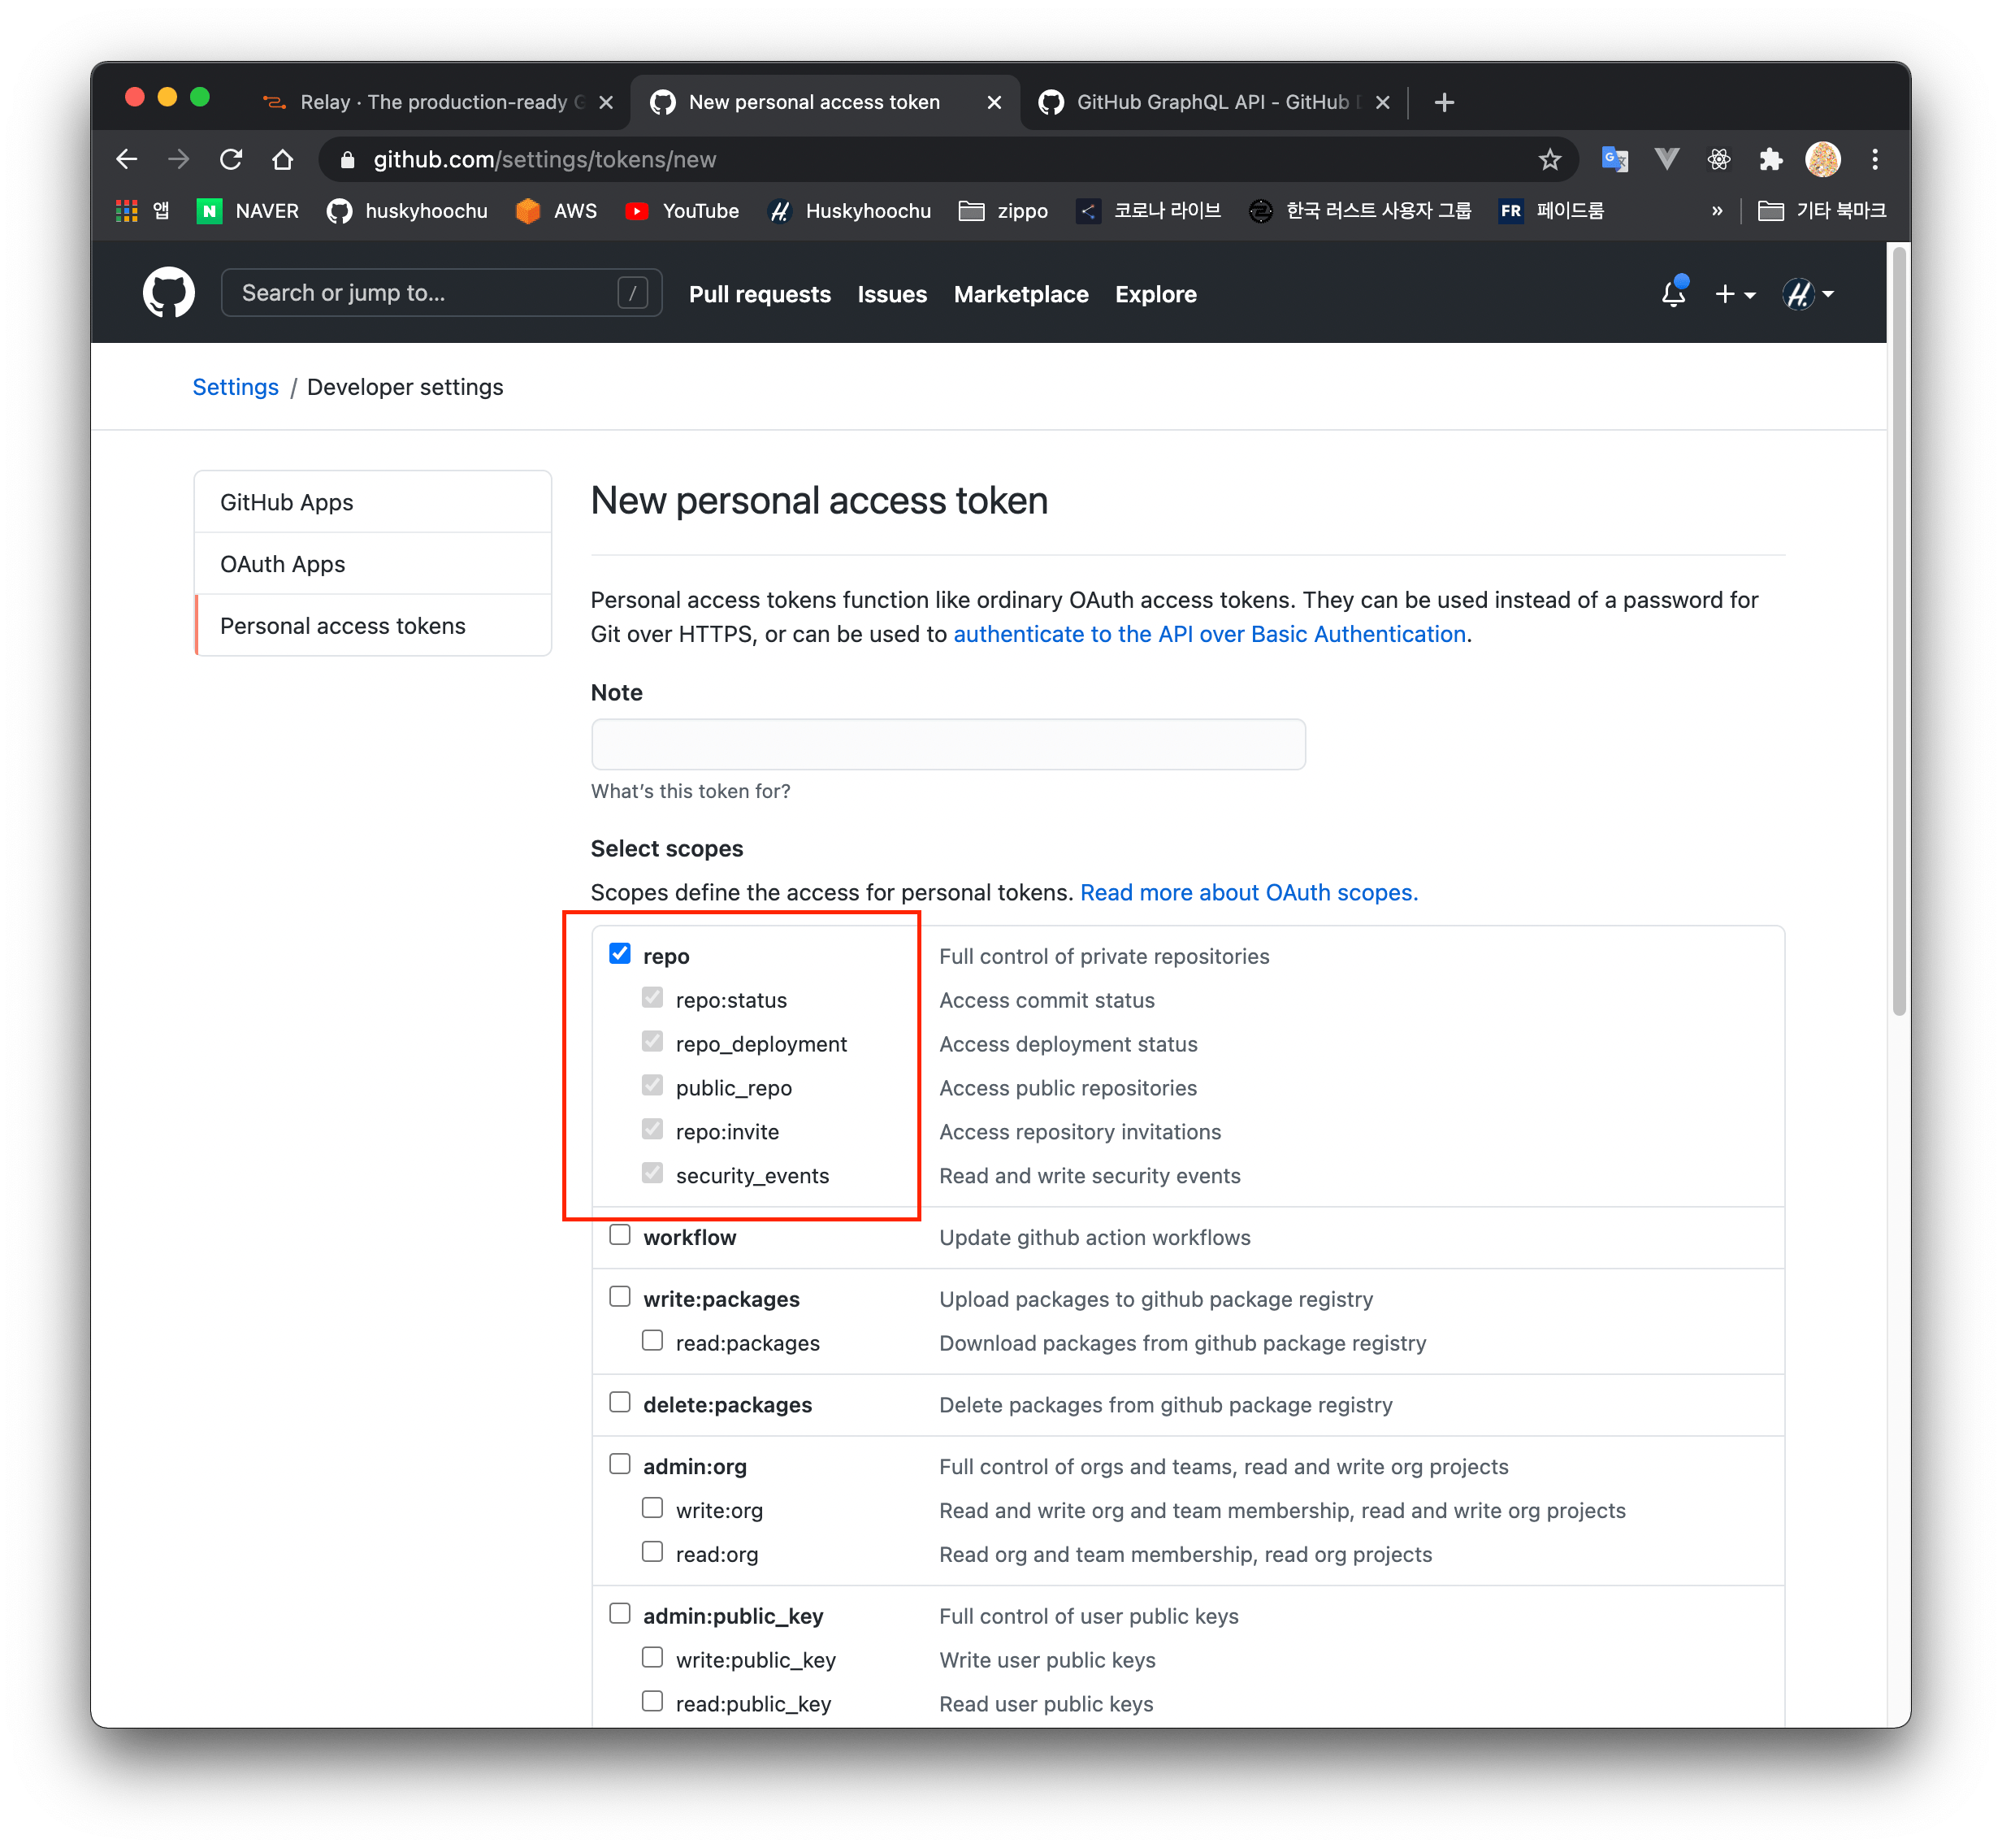 Relay · The production-ready G
New personal access token
GitHub GraphQL API - GitHub D
github.com/settings/tokens/new
앱
NAVER
huskyhoochu
AWS
YouTube
Huskyhoochu
zippo
코로나 라이브
한국 러스트 사용자 그룹
FR 페이드룸
»
기타 북마크
Search or jump to...
/
Pull requests
Issues
Marketplace
Explore
Settings / Developer settings
GitHub Apps
OAuth Apps
Personal access tokens
New personal access token
Personal access tokens function like ordinary OAuth access tokens. They can be used instead of a password for
Git over HTTPS, or can be used to authenticate to the API over Basic Authentication.
Note
What's this token for?
Select scopes
Scopes define the access for personal tokens. Read more about OAuth scopes.
repo Full control of private repositories
repo:status Access commit status
repo_deployment Access deployment status
public_repo Access public repositories
repo:invite Access repository invitations
security_events Read and write security events
workflow Update github action workflows
write:packages Upload packages to github package registry
read:packages Download packages from github package registry
delete:packages Delete packages from github package registry
admin:org Full control of orgs and teams, read and write org projects
write:org Read and write org and team membership, read and write org projects
read:org Read org and team membership, read org projects
admin:public_key Full control of user public keys
write:public_key Write user public keys
read:public_key Read user public keys